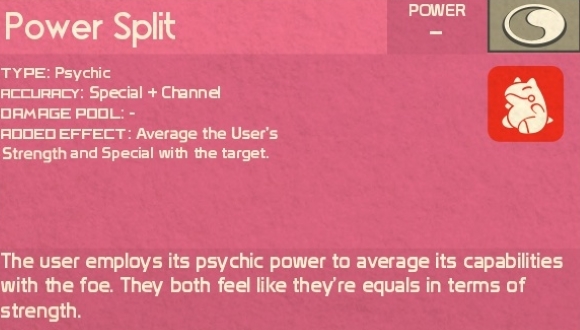 Power Split
POWER
–
TYPE: Psychic
ACCURACY: Special + Channel
DAMAGE POOL: -
ADDED EFFECT: Average the User's
Strength and Special with the target.
The user employs its psychic power to average its capabilities
with the foe. They both feel like they're equals in terms of
strength.